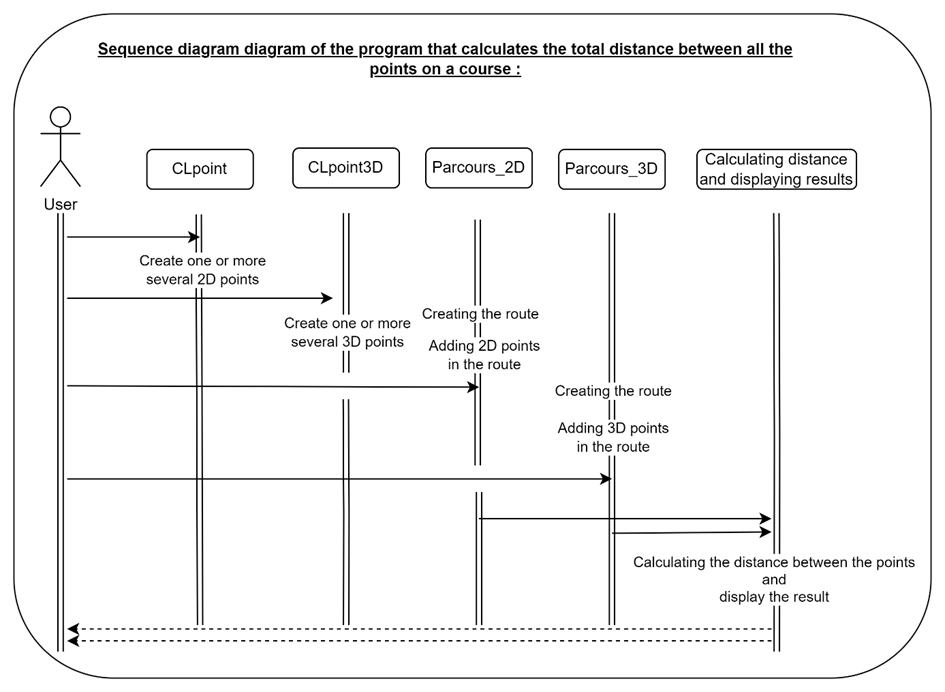 Sequence diagram diagram of the program that calculates the total distance between all the
points on a course :
User
CLpoint
CLpoint3D
Parcours_2D
Parcours_3D
Calculating distance
and displaying results
Create one or more
several 2D points
Create one or more
several 3D points
Creating the route
Adding 2D points
in the route
Creating the route
Adding 3D points
in the route
Calculating the distance between the points
and
display the result